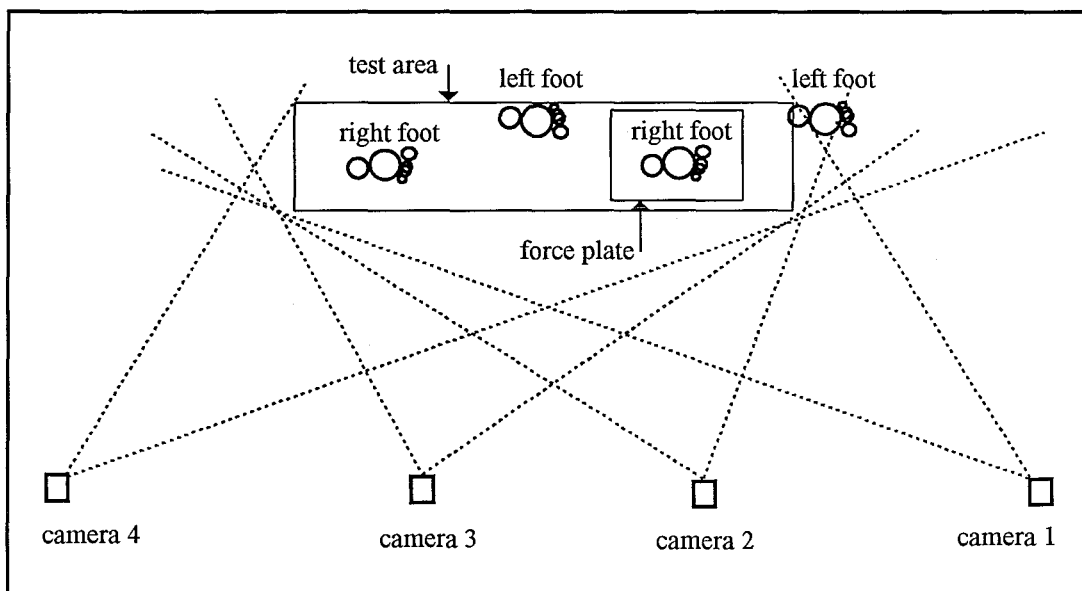 test area
left foot
left foot
right foot
right foot
force plate
camera 4
camera 3
camera 2
camera 1